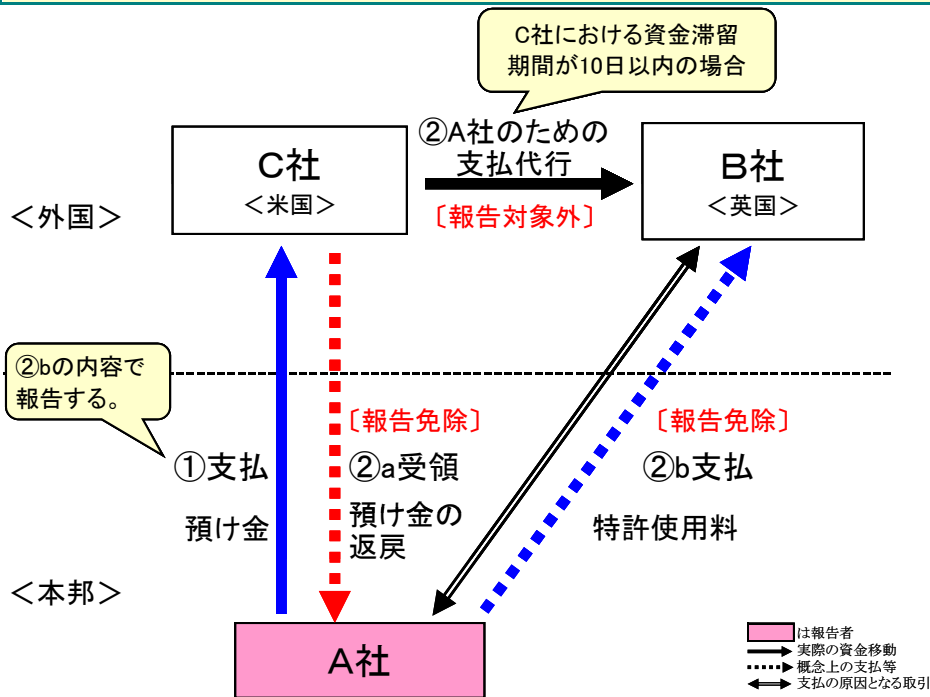 C社における資金滞留
期間が10日以内の場合
②A社のための
支払代行
C社
＜米国＞
B社
＜英国＞
〔報告対象外〕
＜外国＞
②bの内容で
報告する。
〔報告免除〕
〔報告免除〕
①支払
②a受領
②b支払
預け金
預け金の
返戻
特許使用料
＜本邦＞
A社
は報告者
実際の資金移動
概念上の支払等
支払の原因となる取引